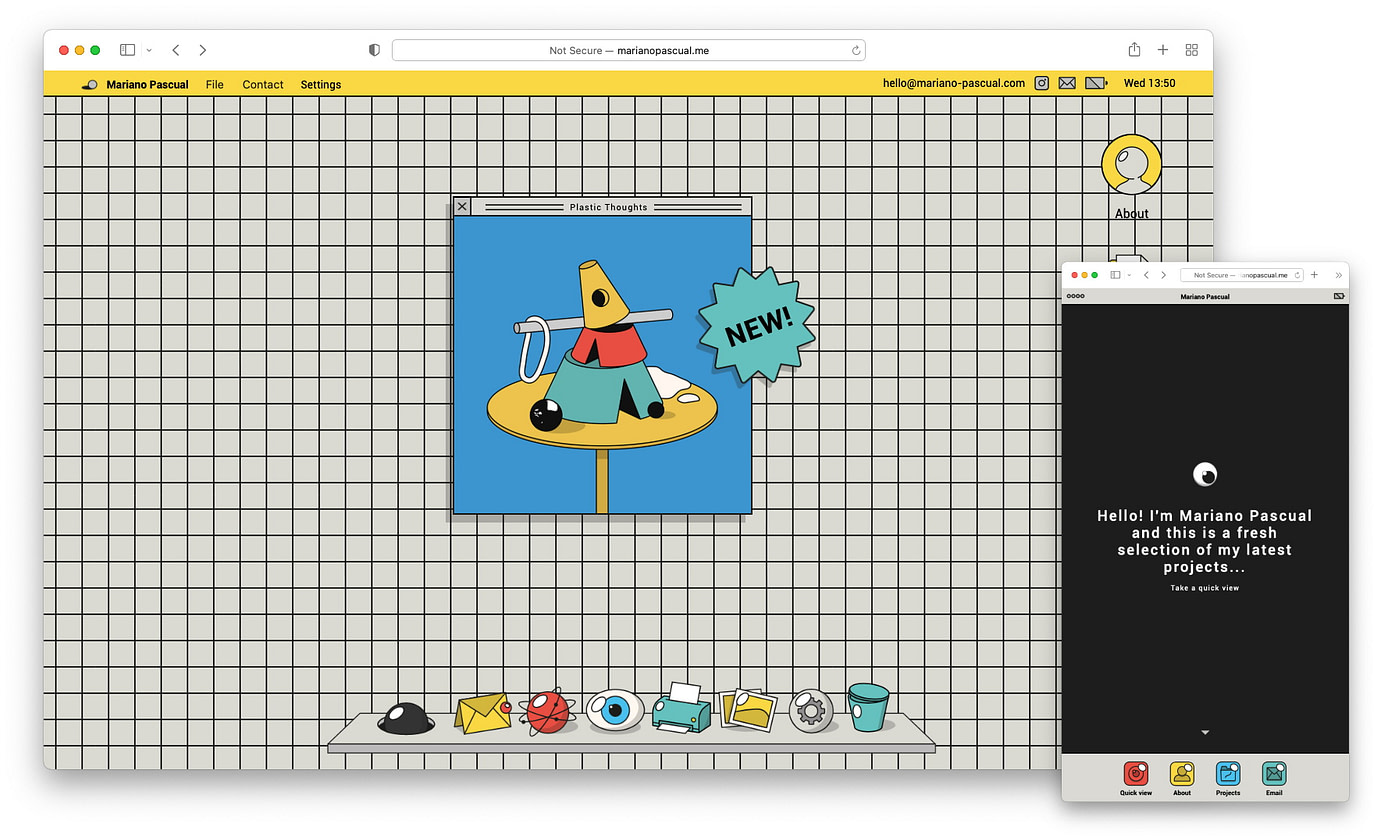 Not Secure — marianopascual.me
Mariano Pascual File Contact Settings
hello@mariano-pascual.com Wed 13:50
Plastic Thoughts
NEW!
About
Not Secure — anopascual.me
Mariano Pascual
Hello! I'm Mariano Pascual
and this is a fresh
selection of my latest
projects...
Take a quick view
Quick view About Projects Email